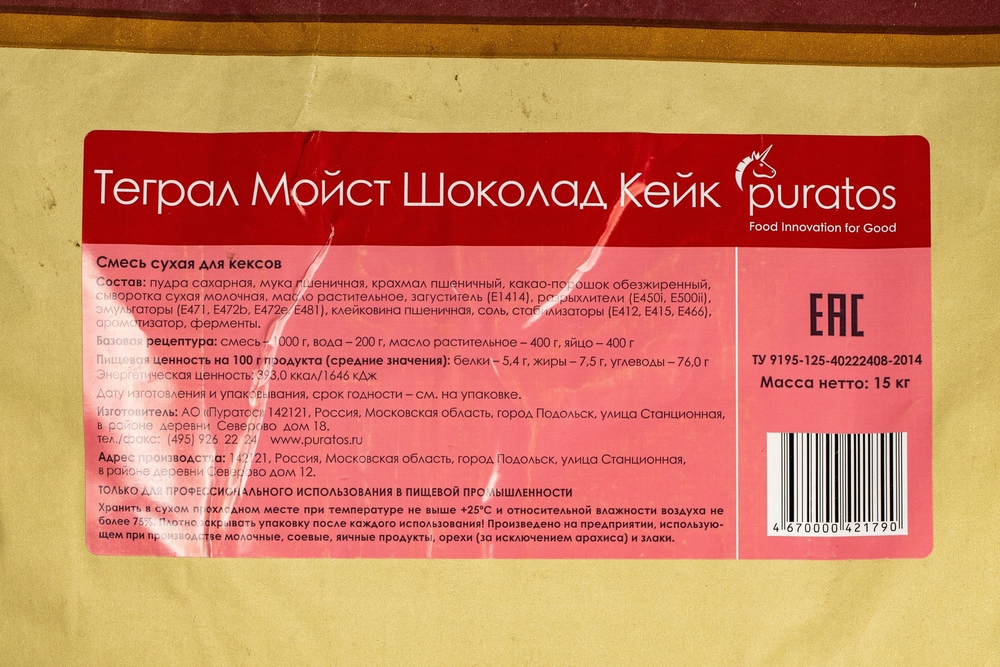 Теграл Мойст Шоколад Кейк
puratos
Food Innovation for Good
Смесь сухая для кексов
Состав: пудра сахарная, мука пшеничная, крахмал пшеничный, какао-порошок обезжиренный,
сыворотка сухая молочная, масло растительное, загуститель (Е1414), разрыхлители (E450i, E500ii),
эмульгаторы (Е471, Е472b, Е472е, Е481), клейковина пшеничная, соль, стабилизаторы (Е412, Е415, Е466),
ароматизатор, ферменты.
Базовая рецептура: смесь – 1000 г, вода – 200 г, масло растительное – 400 г, яйцо – 400 г
Пищевая ценность на 100 г продукта (средние значения): белки – 5,4 г, жиры – 7,5 г, углеводы – 76,0 г
Энергетическая ценность: 393,0 ккал/1646 кДж
Дату изготовления и упаковывания, срок годности – см. на упаковке.
Изготовитель: АО «Пуратос» 142121, Россия, Московская область, город Подольск, улица Станционная,
в районе деревни Северово дом 18.
тел./факс: (495) 926 22 24 www.puratos.ru
Адрес производства: 142121, Россия, Московская область, город Подольск, улица Станционная,
в районе деревни Северово дом 12.
ТОЛЬКО ДЛЯ ПРОФЕССИОНАЛЬНОГО ИСПОЛЬЗОВАНИЯ В ПИЩЕВОЙ ПРОМЫШЛЕННОСТИ
Хранить в сухом прохладном месте при температуре не выше +25°С и относительной влажности воздуха не
более 75%. Плотно закрывать упаковку после каждого использования! Произведено на предприятии, использую-
щем при производстве молочные, соевые, яичные продукты, орехи (за исключением арахиса) и злаки.
ЕАС
ТУ 9195-125-40222408-2014
Масса нетто: 15 кг
4 670000 421790